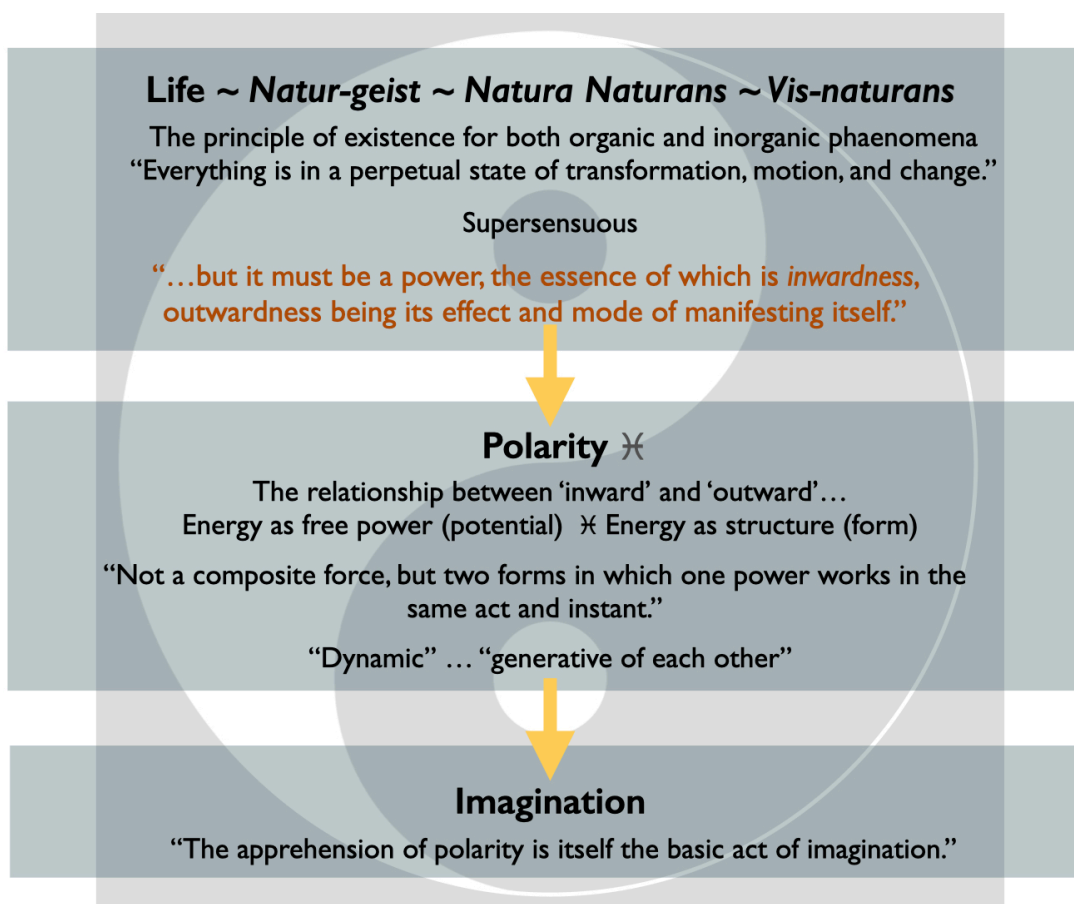 Life ~ Natur-geist ~ Natura Naturans ~ Vis-naturans
The principle of existence for both organic and inorganic phaenomena
“Everything is in a perpetual state of transformation, motion, and change.”
Supersensuous
“…but it must be a power, the essence of which is inwardness,
outwardness being its effect and mode of manifesting itself.”
Polarity ♓︎
The relationship between ‘inward’ and ‘outward’…
Energy as free power (potential) ♓︎ Energy as structure (form)
“Not a composite force, but two forms in which one power works in the
same act and instant.”
“Dynamic” … “generative of each other”
Imagination
“The apprehension of polarity is itself the basic act of imagination.”